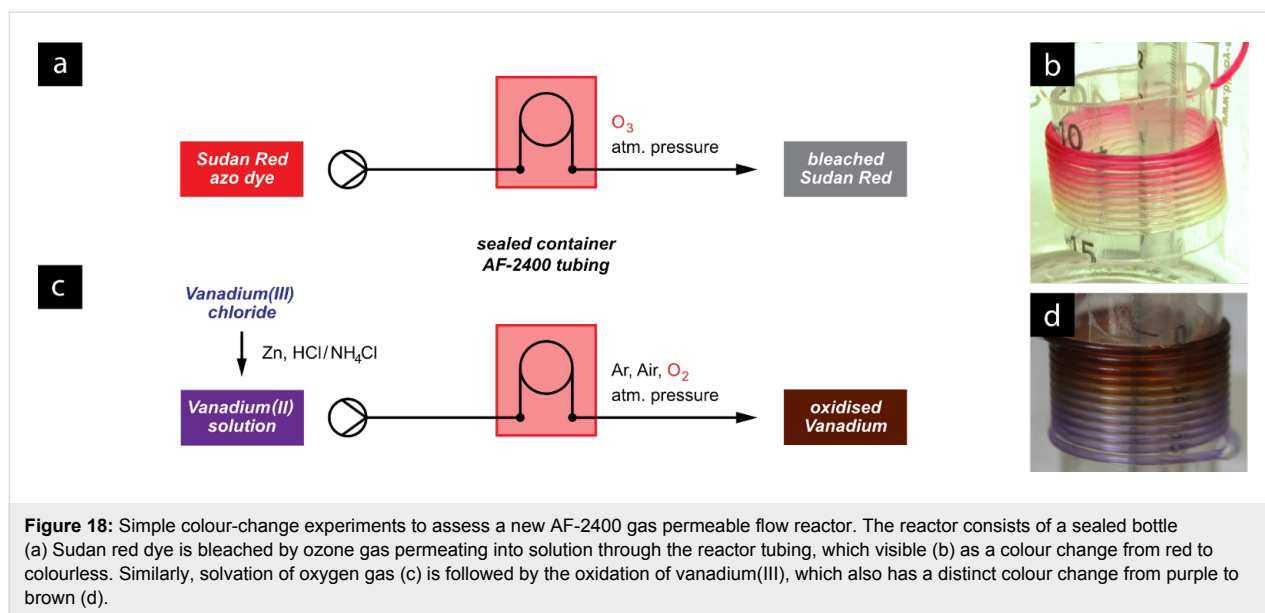 a
Sudan Red
azo dye
O3
atm. pressure
bleached
Sudan Red
b
10
15
sealed container
AF-2400 tubing
c
Vanadium(III)
chloride
Zn, HCl/NH4Cl
Vanadium(II)
solution
Ar, Air, O2
atm. pressure
oxidised
Vanadium
d
Figure 18: Simple colour-change experiments to assess a new AF-2400 gas permeable flow reactor. The reactor consists of a sealed bottle
(a) Sudan red dye is bleached by ozone gas permeating into solution through the reactor tubing, which visible (b) as a colour change from red to
colourless. Similarly, solvation of oxygen gas (c) is followed by the oxidation of vanadium(III), which also has a distinct colour change from purple to
brown (d).